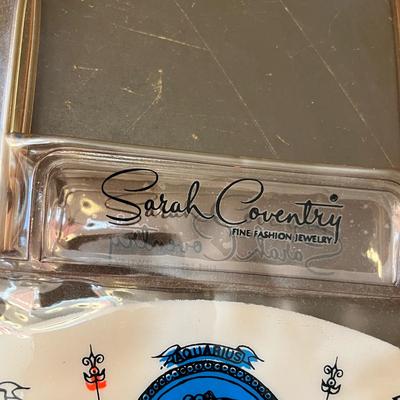 Sarah Coventry®
FINE FASHION JEWELRY
AQUARIUS